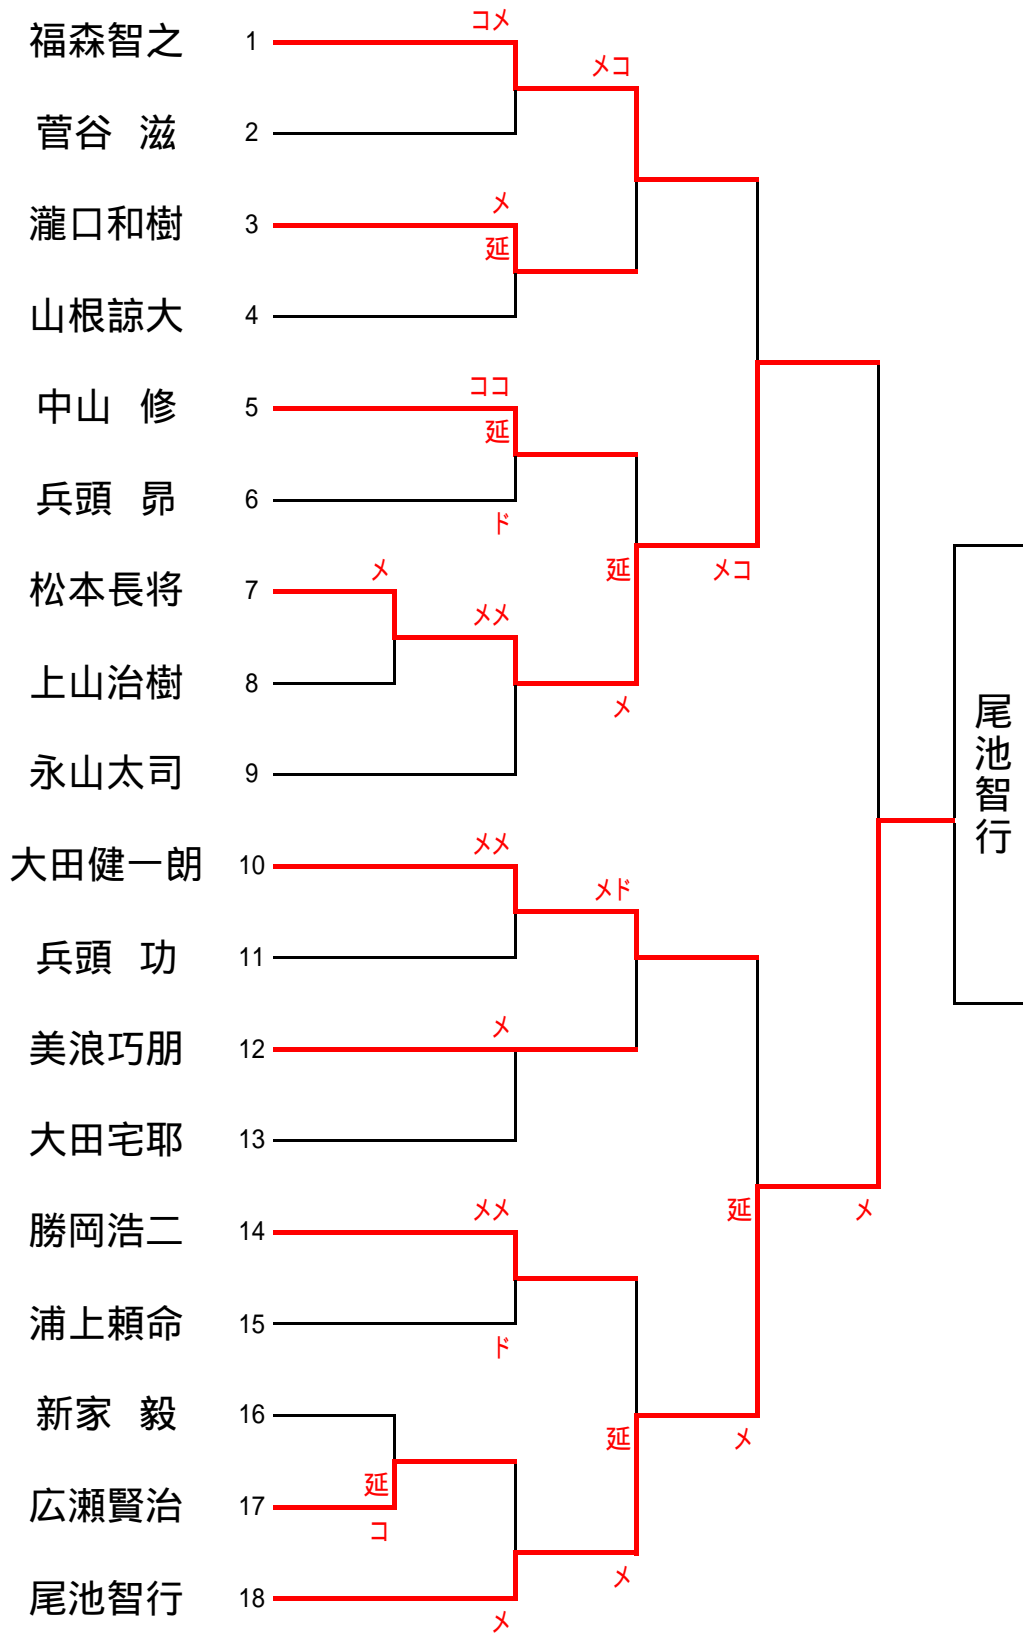 コメ
福森智之 1
メコ
菅谷 滋 2
メ
瀧口和樹 3
延
山根諒大 4
ココ
中山 修 5
延
兵頭 昴 6
ド
延 メコ
メ
松本長将 7
メメ
上山治樹 8
メ
永山太司 9
尾池智行
メメ
大田健一朗 10
メド
兵頭 功 11
メ
美浪巧朋 12
大田宅耶 13
延 メ
メメ
勝岡浩二 14
浦上頼命 15
ド
新家 毅 16
延 メ
延
広瀬賢治 17
コ
メ
尾池智行 18
メ